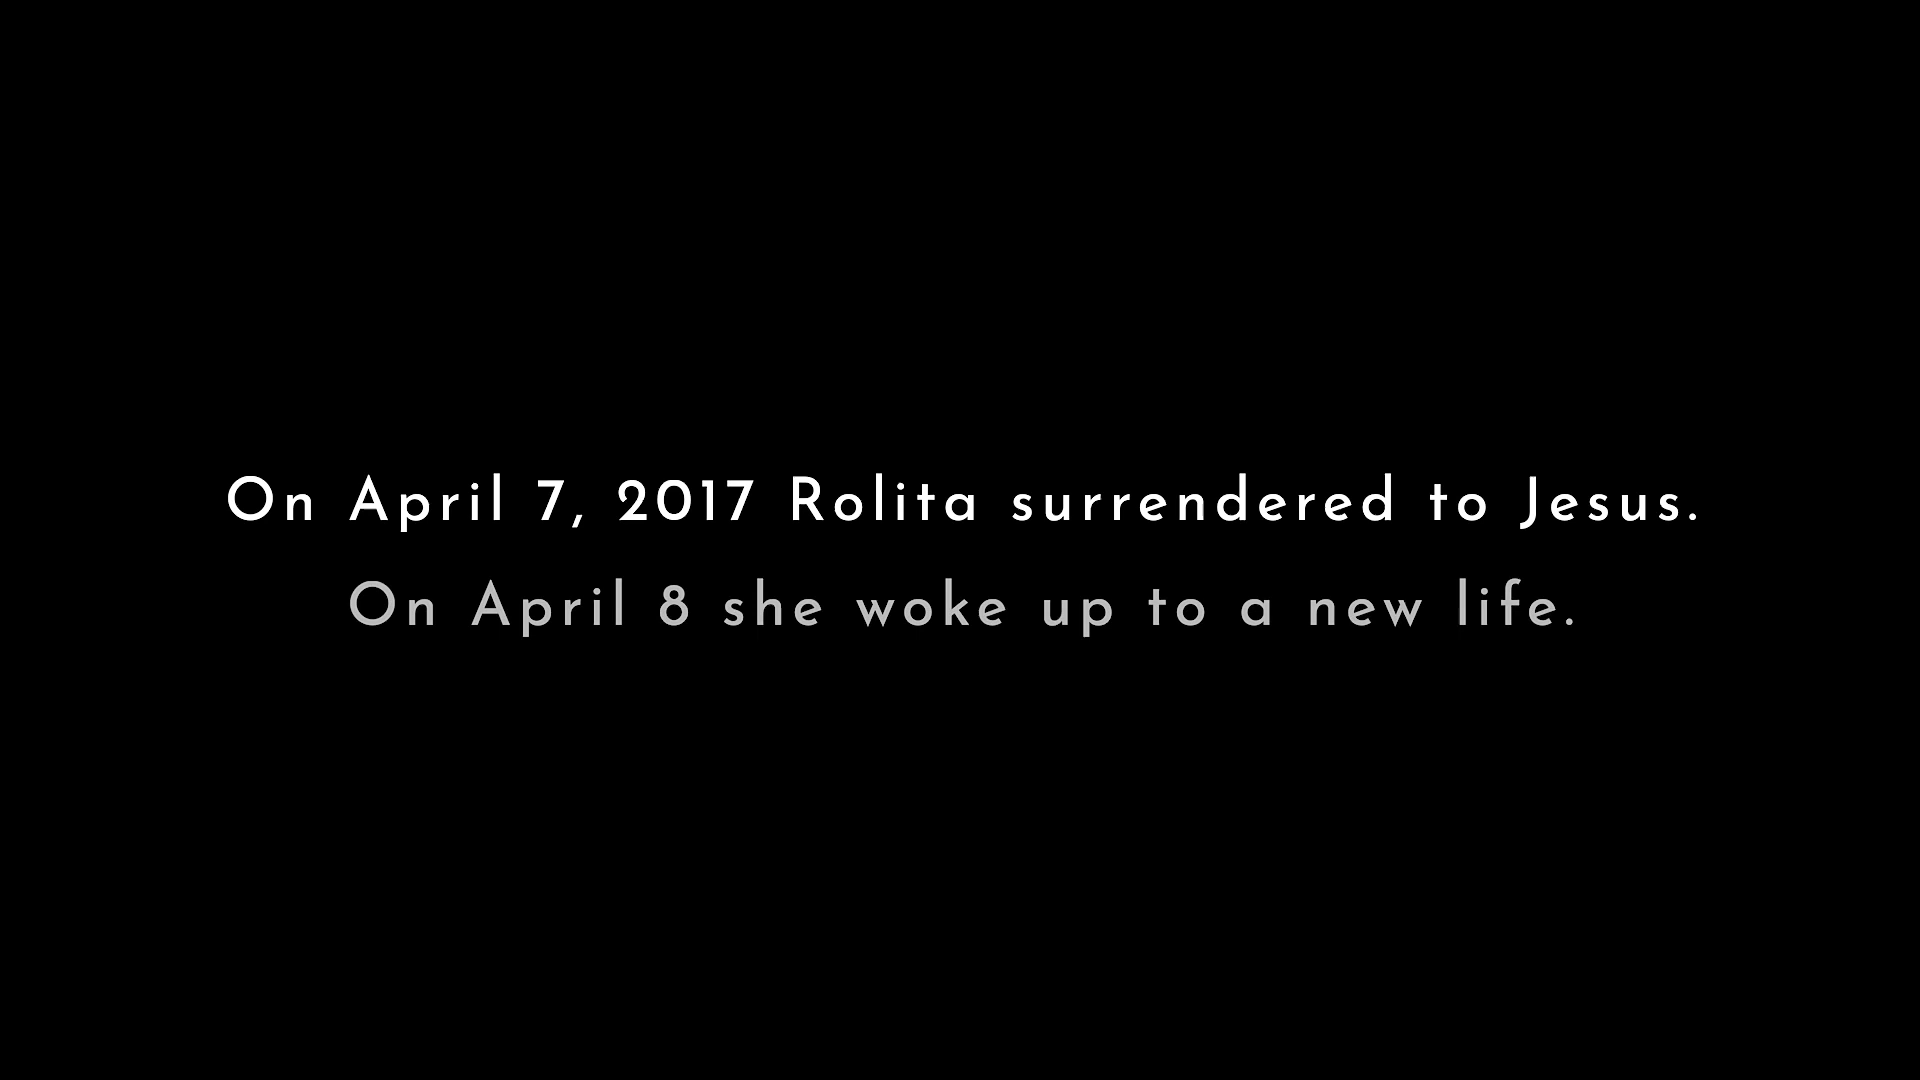 On April 7, 2017 Rolita surrendered to Jesus.
On April 8 she woke up to a new life.